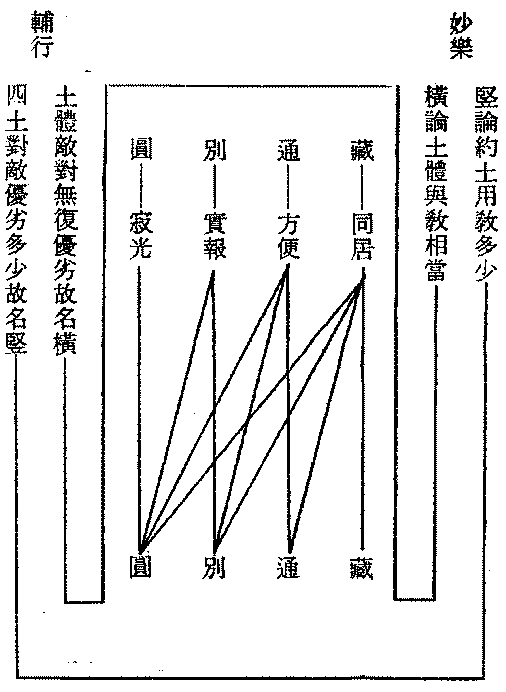 妙樂
豎論約土用教多少
橫論土體與教相當
藏 同居 藏
通 方便 通
別 實報 別
圓 寂光 圓
輔行
土體敵對無復優劣故名橫
四土對敵優劣多少故名豎